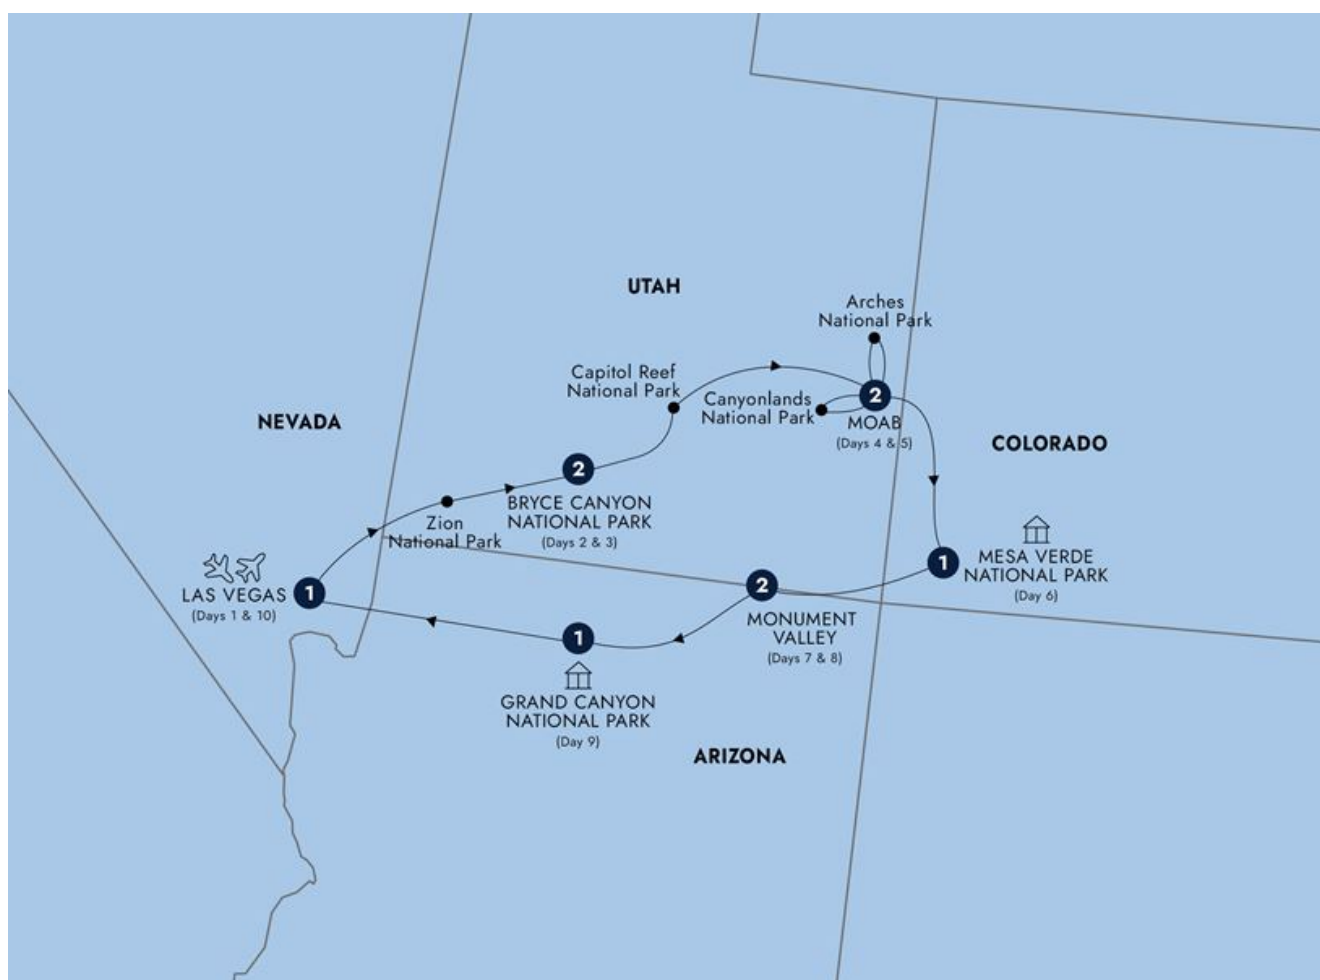 UTAH
Arches
National Park
Capitol Reef
National Park
Canyonlands
National Park
2
MOAB
(Days 4 & 5)
NEVADA
COLORADO
2
BRYCE CANYON
NATIONAL PARK
(Days 2 & 3)
Zion
National Park
1
MESA VERDE
NATIONAL PARK
(Day 6)
LAS VEGAS
(Days 1 & 10)
1
2
MONUMENT
VALLEY
(Days 7 & 8)
1
GRAND CANYON
NATIONAL PARK
(Day 9)
ARIZONA